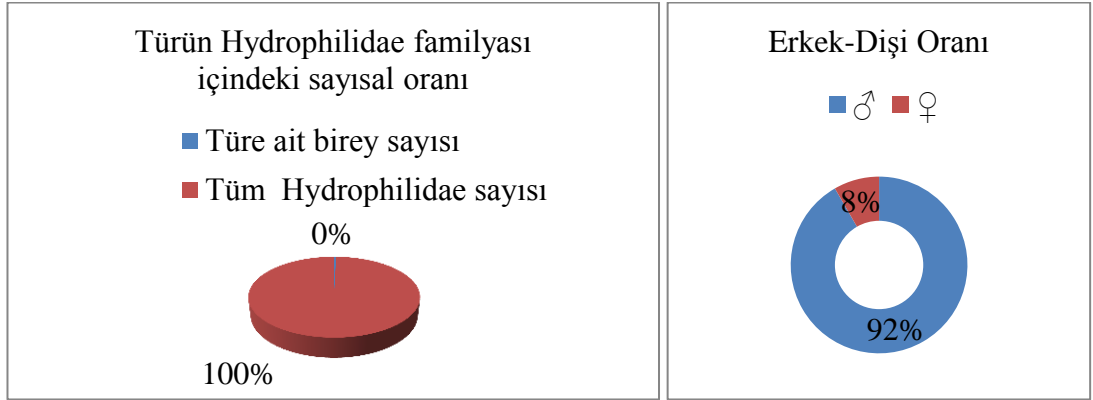 Türün Hydrophilidae familyası
içindeki sayısal oranı
Türe ait birey sayısı
Tüm Hydrophilidae sayısı
0%
100%
Erkek-Dişi Oranı
♂ ♀
8%
92%